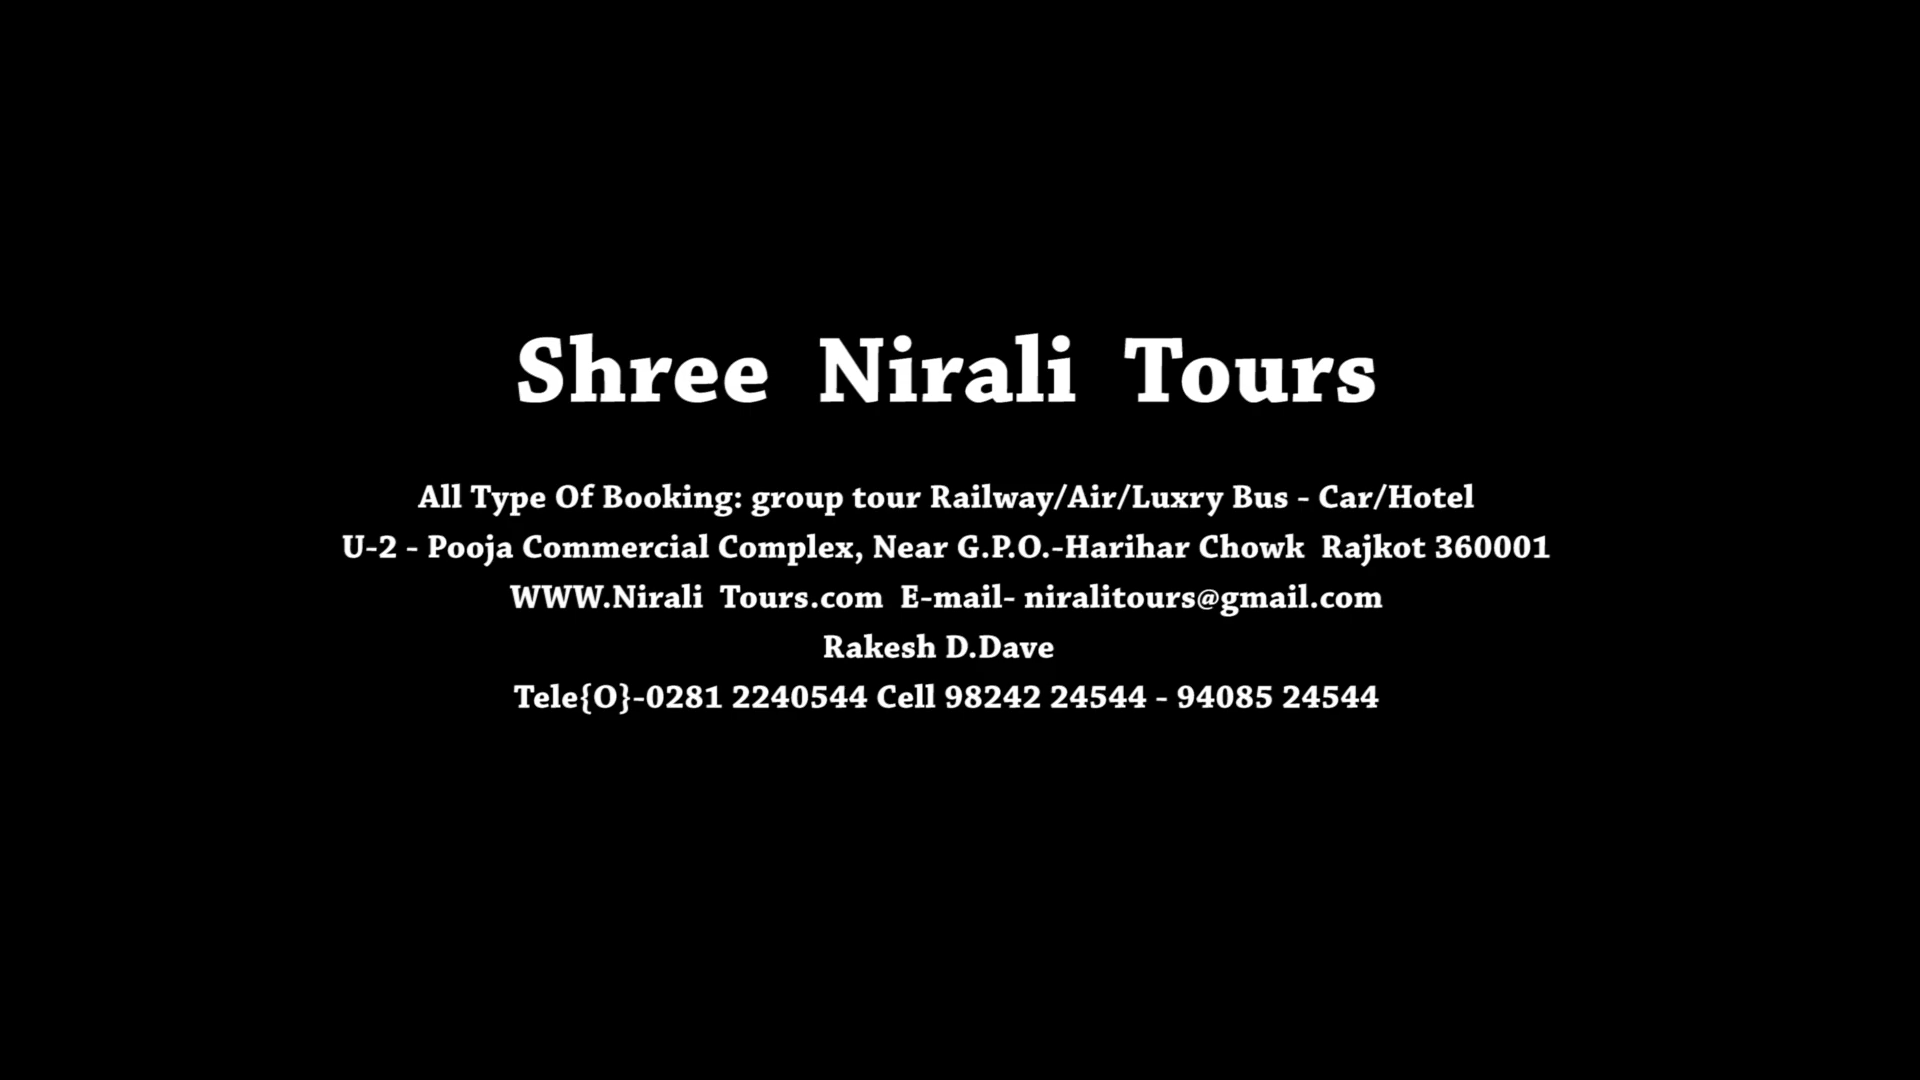 Shree Nirali Tours
All Type Of Booking: group tour Railway/Air/Luxry Bus - Car/Hotel
U-2 - Pooja Commercial Complex, Near G.P.O.-Harihar Chowk Rajkot 360001
WWW.Nirali Tours.com E-mail- niralitours@gmail.com
Rakesh D.Dave
Tele{O}-0281 2240544 Cell 98242 24544 - 94085 24544